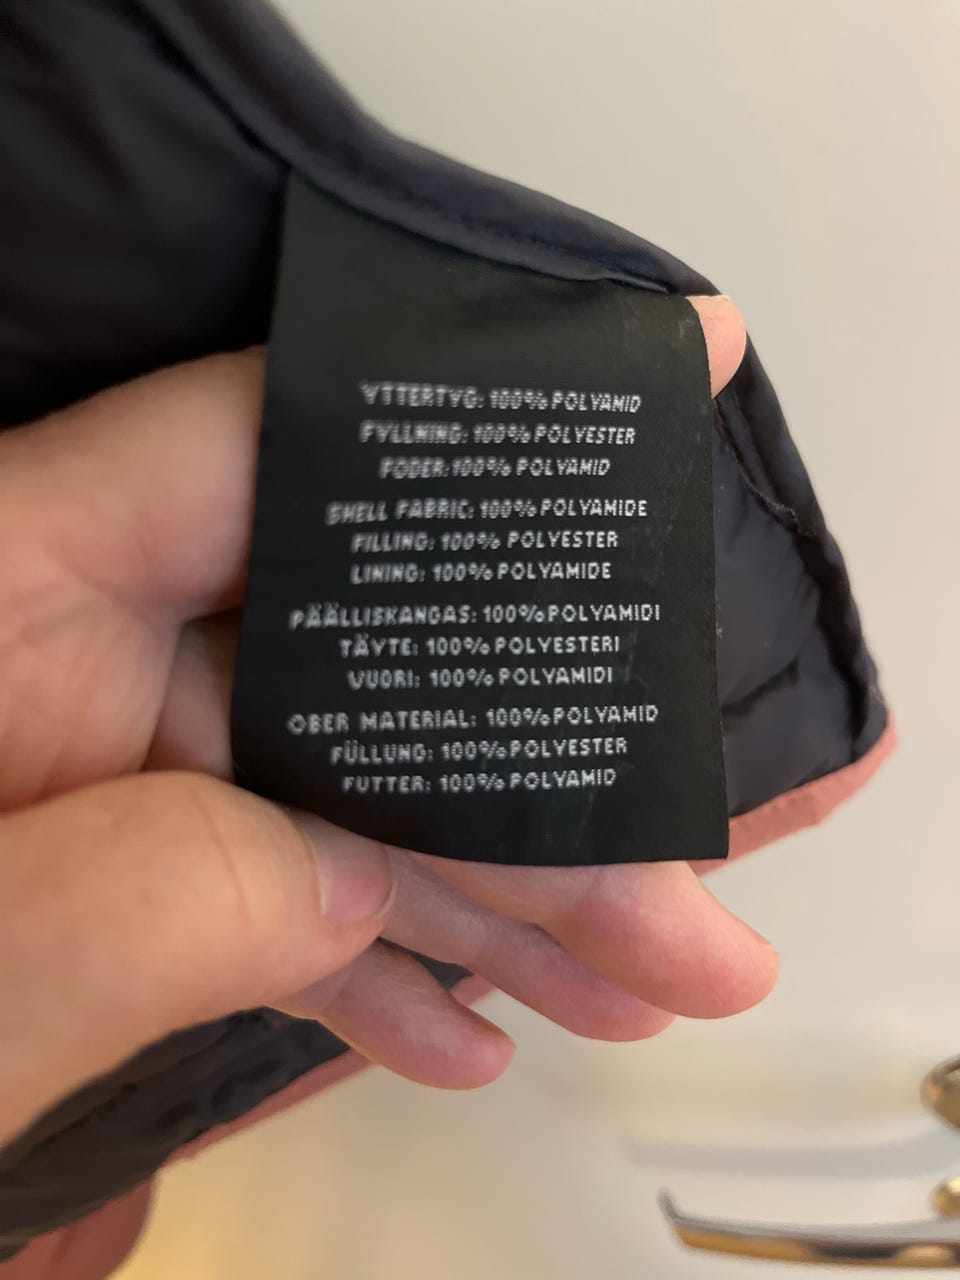 YTTERTYG: 100% POLYAMID
FYLLNING: 100% POLYESTER
FODER: 100% POLYAMID
SHELL FABRIC: 100% POLYAMIDE
FILLING: 100% POLYESTER
LINING: 100% POLYAMIDE
PÄÄLLISKANGAS: 100% POLYAMIDI
TÄYTE: 100% POLYESTERI
VUORI: 100% POLYAMIDI
OBER MATERIAL: 100% POLYAMID
FÜLLUNG: 100% POLYESTER
FUTTER: 100% POLYAMID